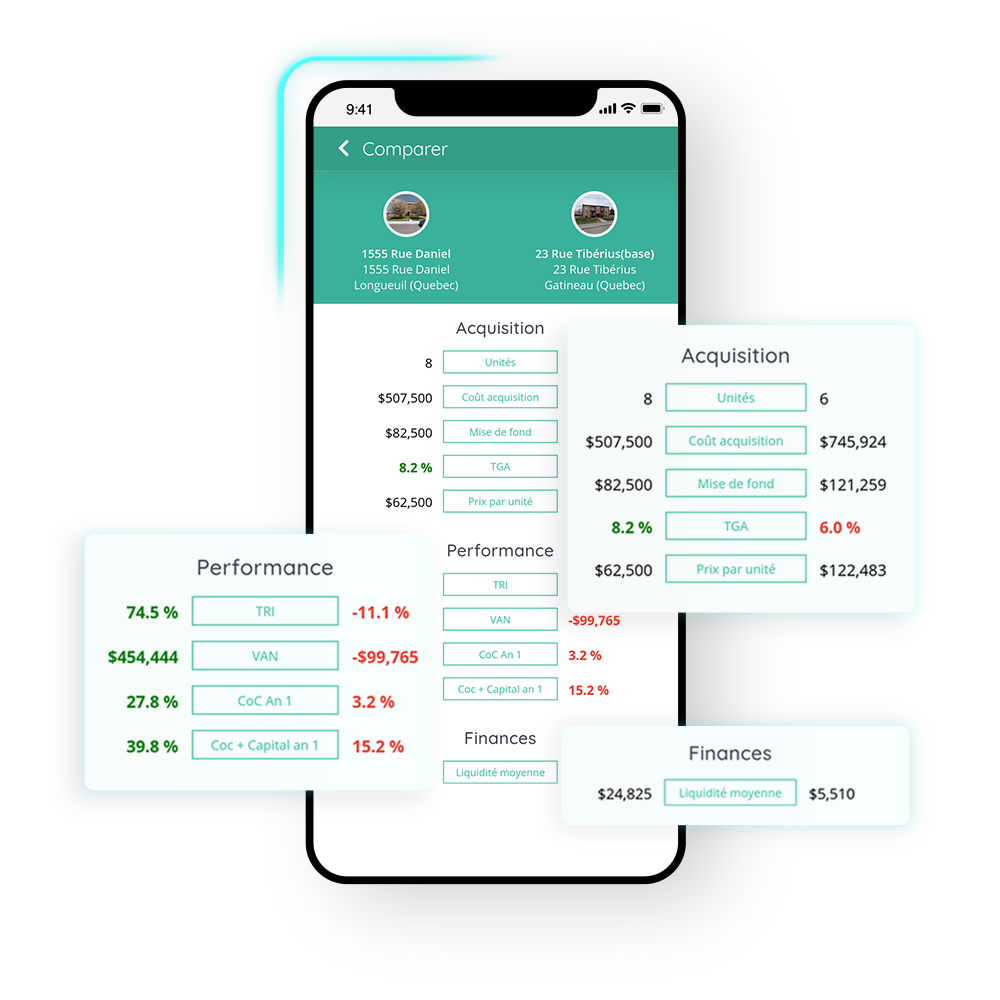 9:41
Comparer
1555 Rue Daniel
1555 Rue Daniel
Longueuil (Quebec)
23 Rue Tibérius(base)
23 Rue Tibérius
Gatineau (Quebec)
Acquisition
8 Unités
$507,500 Coût acquisition
$82,500 Mise de fond
8.2 % TGA
$62,500 Prix par unité
Acquisition
8 Unités 6
$507,500 Coût acquisition $745,924
$82,500 Mise de fond $121,259
8.2 % TGA 6.0 %
$62,500 Prix par unité $122,483
Performance
TRI
VAN -$99,765
CoC An 1 3.2 %
Coc + Capital an 1 15.2 %
Performance
74.5 % TRI -11.1 %
$454,444 VAN -$99,765
27.8 % CoC An 1 3.2 %
39.8 % Coc + Capital an 1 15.2 %
Finances
Liquidité moyenne
Finances
$24,825 Liquidité moyenne $5,510